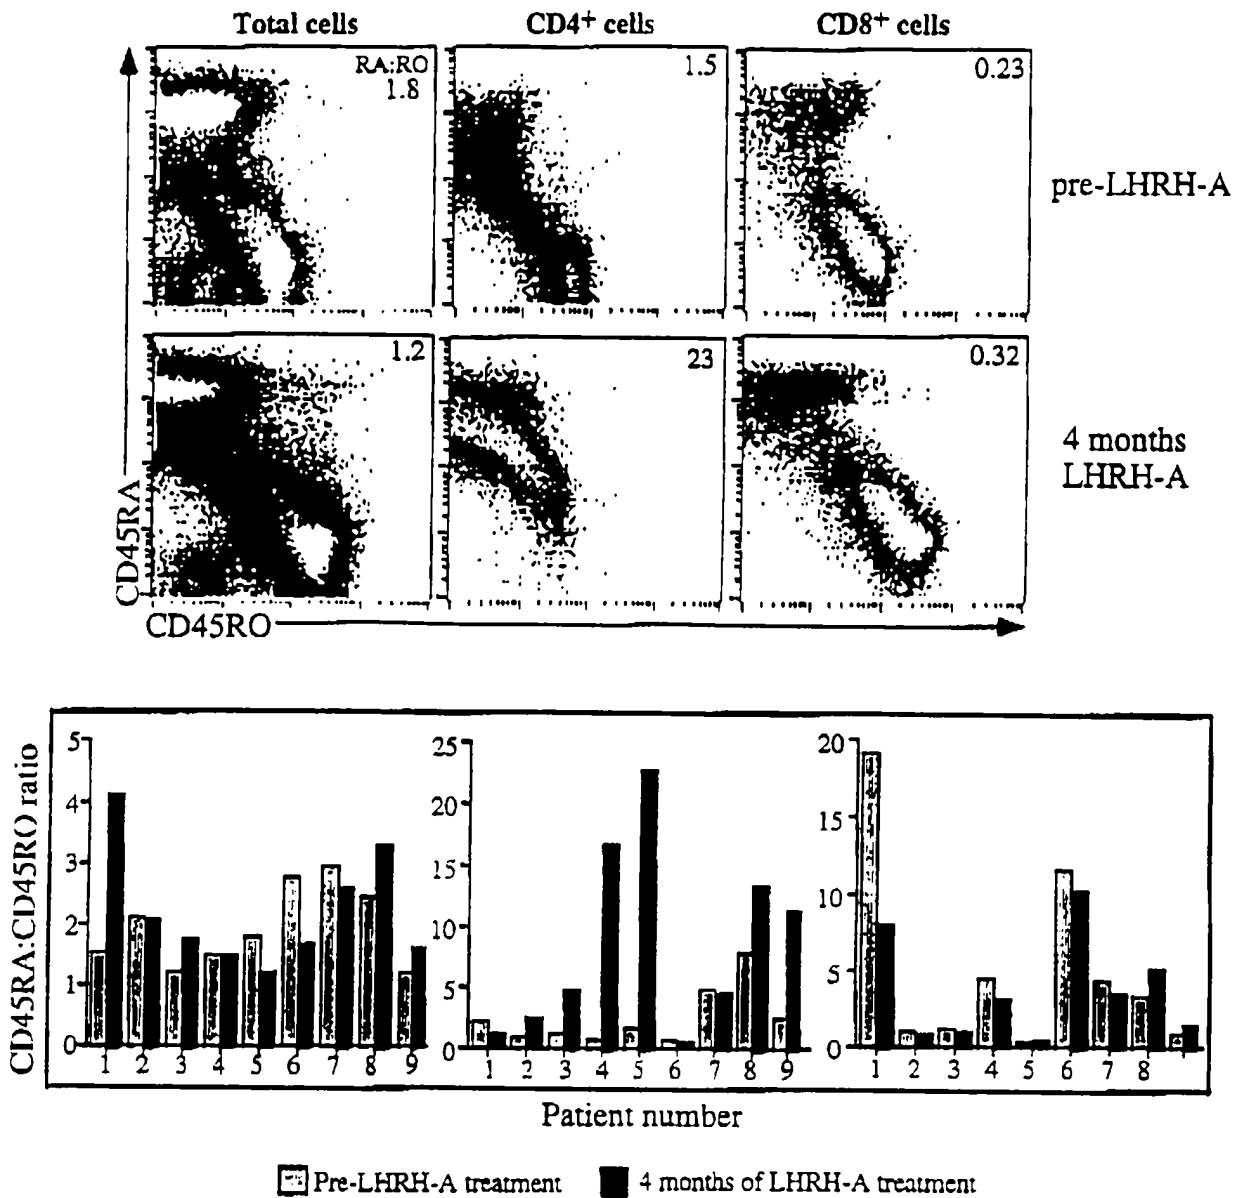 Total cells
CD4+ cells
CD8+ cells
RA:RO
1.8
1.5
0.23
pre-LHRH-A
1.2
23
0.32
4 months
LHRH-A
CD45RA
CD45RO
CD45RA:CD45RO ratio
5
4
3
2
1
0
1 2 3 4 5 6 7 8 9
25
20
15
10
5
0
1 2 3 4 5 6 7 8 9
20
15
10
5
0
1 2 3 4 5 6 7 8
Patient number
Pre-LHRH-A treatment
4 months of LHRH-A treatment